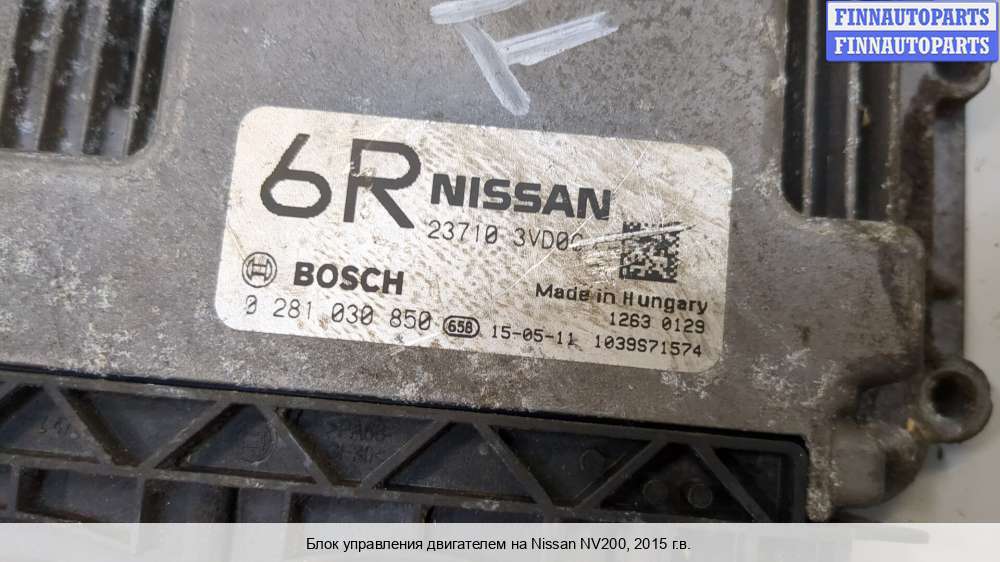 FINNAUTOPARTS
FINNAUTOPARTS
6R NISSAN
23710
BOSCH
Made in Hungary
0 281 030 850 658 15-05-11
1263 0129
1039S71574
Блок управления двигателем на Nissan NV200, 2015 г.в.